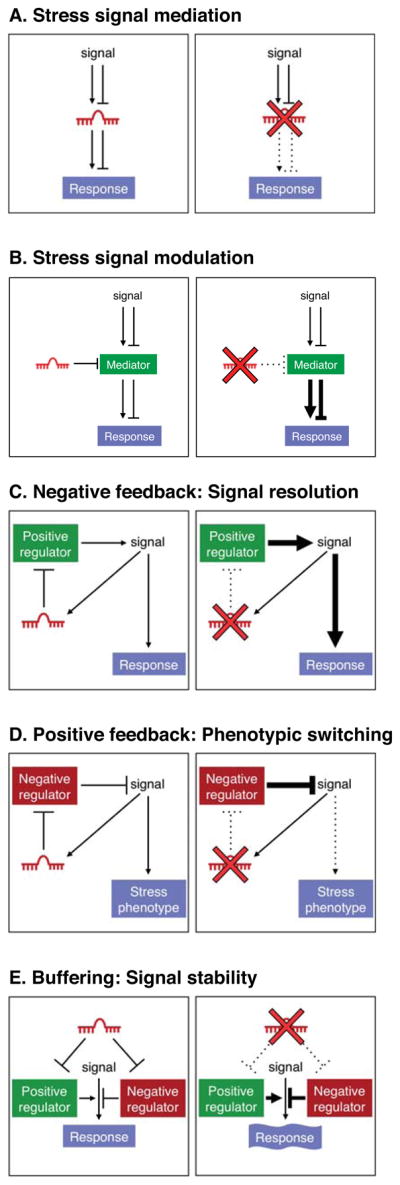 A. Stress signal mediation
signal
Response
signal
Response
B. Stress signal modulation
signal
Mediator
Response
signal
Mediator
Response
C. Negative feedback: Signal resolution
Positive
regulator
signal
Response
Positive
regulator
signal
Response
D. Positive feedback: Phenotypic switching
Negative
regulator
signal
Stress
phenotype
Negative
regulator
signal
Stress
phenotype
E. Buffering: Signal stability
signal
Positive
regulator
Negative
regulator
Response
signal
Positive
regulator
Negative
regulator
Response